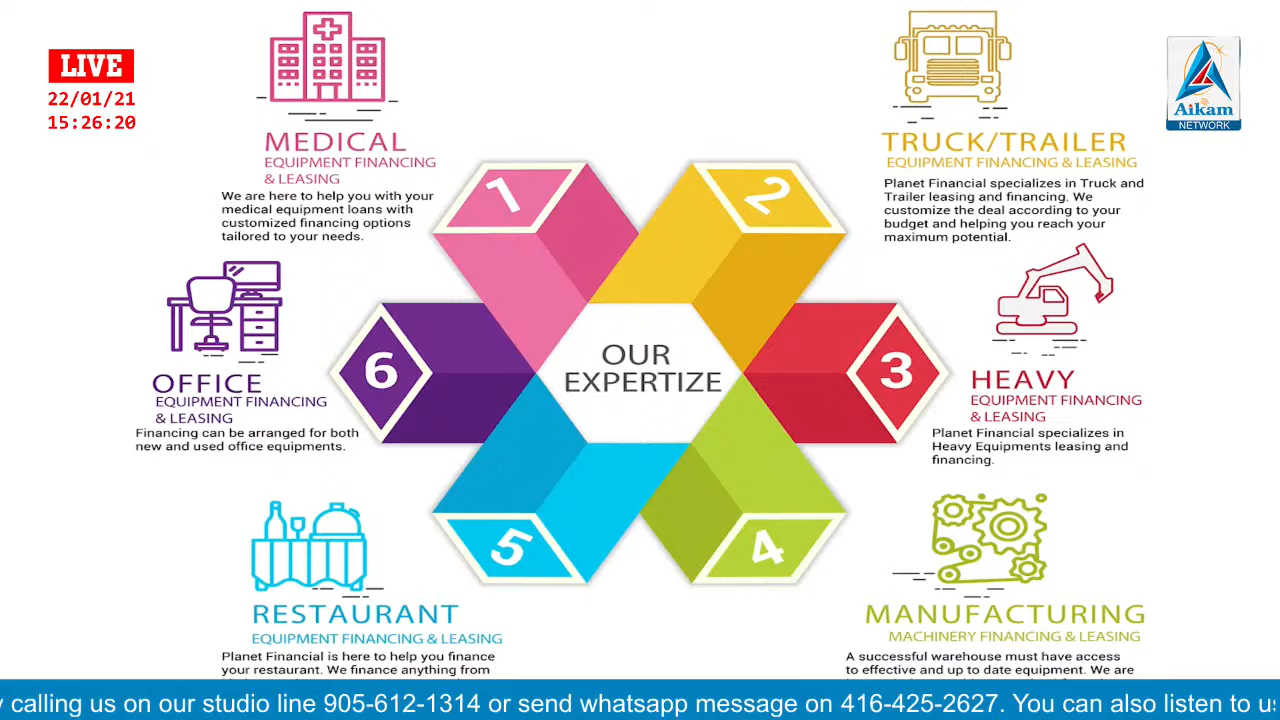 LIVE
22/01/21
15:26:20
Aikam
NETWORK
MEDICAL
EQUIPMENT FINANCING
& LEASING
We are here to help you with your
medical equipment loans with
customized financing options
tailored to your needs.
1
TRUCK/TRAILER
EQUIPMENT FINANCING & LEASING
Planet Financial specializes in Truck and
Trailer leasing and financing. We
customize the deal according to your
budget and helping you reach your
maximum potential.
2
OUR
EXPERTIZE
HEAVY
EQUIPMENT FINANCING
& LEASING
Planet Financial specializes in
Heavy Equipments leasing and
financing.
3
MANUFACTURING
MACHINERY FINANCING & LEASING
A successful warehouse must have access
to effective and up to date equipment. We are
4
RESTAURANT
EQUIPMENT FINANCING & LEASING
Planet Financial is here to help you finance
your restaurant. We finance anything from
5
OFFICE
EQUIPMENT FINANCING
& LEASING
Financing can be arranged for both
new and used office equipments.
6
calling us on our studio line 905-612-1314 or send whatsapp message on 416-425-2627. You can also listen to us